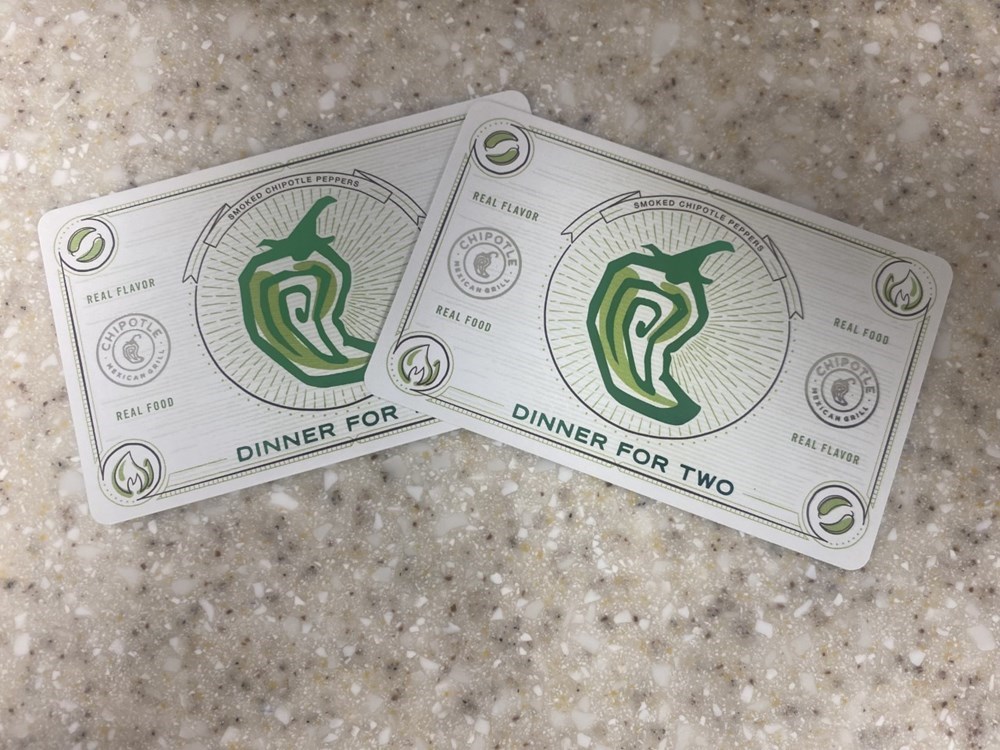 SMOKED CHIPOTLE PEPPERS
REAL FLAVOR
CHIPOTLE
MEXICAN GRILL
REAL FOOD
DINNER FOR
SMOKED CHIPOTLE PEPPERS
REAL FLAVOR
CHIPOTLE
MEXICAN GRILL
REAL FOOD
REAL FOOD
CHIPOTLE
MEXICAN GRILL
REAL FLAVOR
DINNER FOR TWO